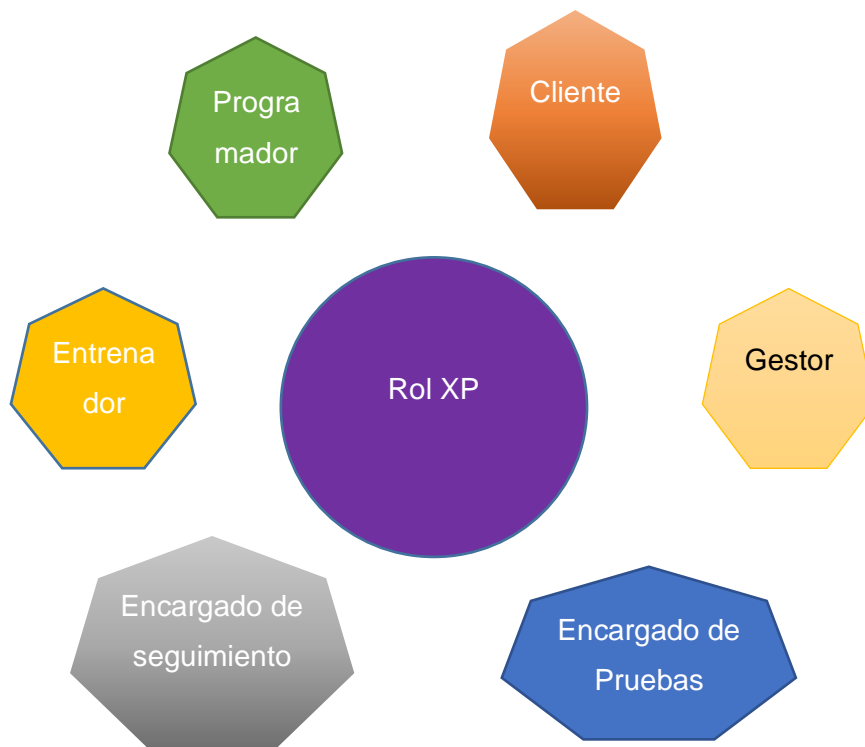 Progra
mador
Cliente
Entrena
dor
Rol XP
Gestor
Encargado de
seguimiento
Encargado de
Pruebas